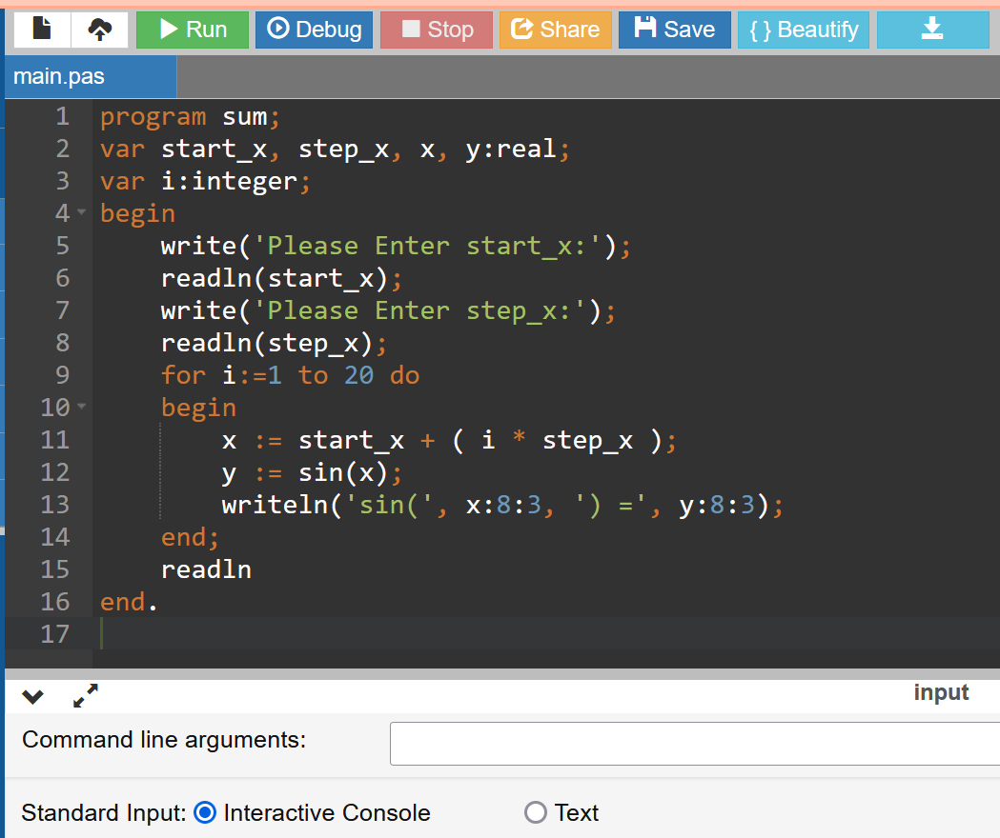 Run Debug Stop Share Save { } Beautify
main.pas
1 program sum;
2 var start_x, step_x, x, y:real;
3 var i:integer;
4 begin
5     write('Please Enter start_x:');
6     readln(start_x);
7     write('Please Enter step_x:');
8     readln(step_x);
9     for i:=1 to 20 do
10     begin
11         x := start_x + ( i * step_x );
12         y := sin(x);
13         writeln('sin(', x:8:3, ') =', y:8:3);
14     end;
15     readln
16 end.
17
input
Command line arguments:
Standard Input: Interactive Console Text